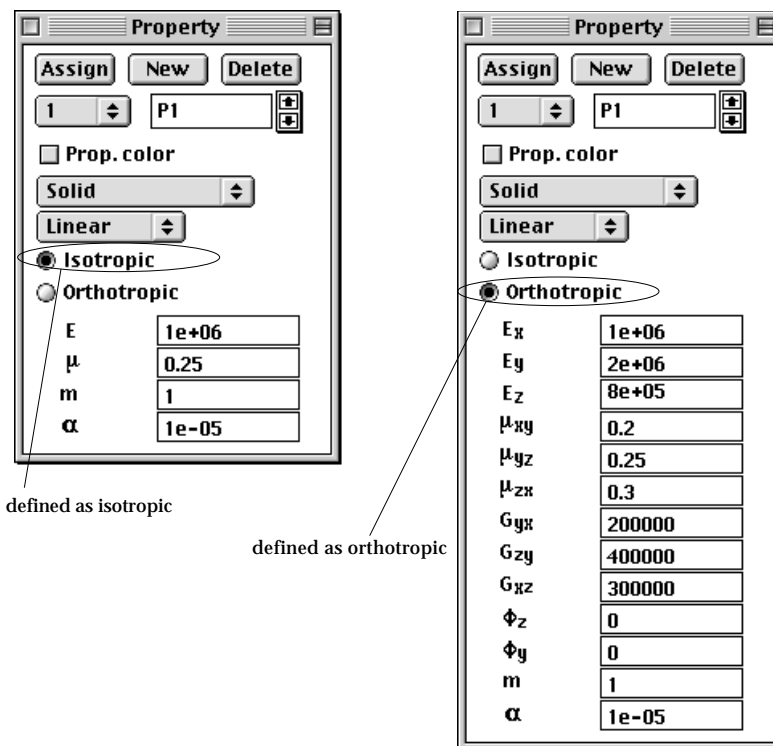 Property
Assign New Delete
1 P1
Prop. color
Solid
Linear
Isotropic
Orthotropic
E 1e+06
μ 0.25
m 1
α 1e-05
defined as isotropic
Property
Assign New Delete
1 P1
Prop. color
Solid
Linear
Isotropic
Orthotropic
Ex 1e+06
Ey 2e+06
Ez 8e+05
μxy 0.2
μyz 0.25
μzx 0.3
Gyx 200000
Gzy 400000
Gxz 300000
Φz 0
Φy 0
m 1
α 1e-05
defined as orthotropic